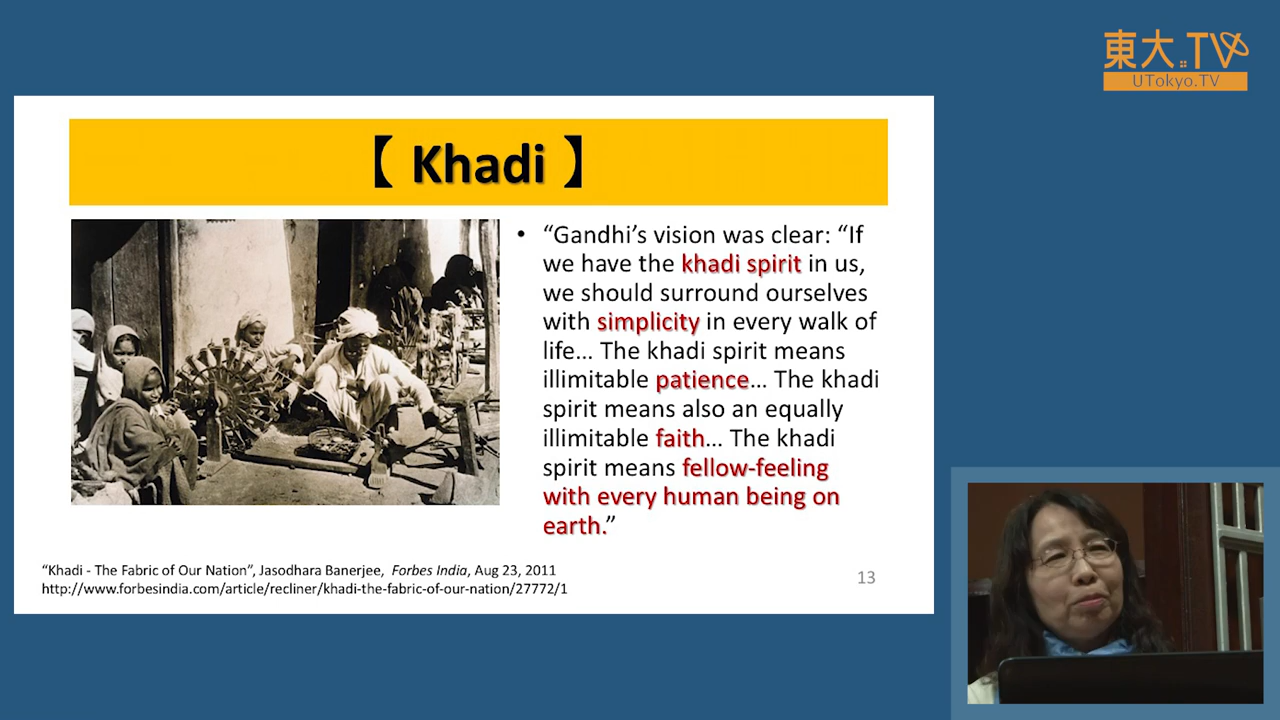 東大.TV
UTokyo.TV
【 Khadi 】
• “Gandhi’s vision was clear: “If
we have the khadi spirit in us,
we should surround ourselves
with simplicity in every walk of
life... The khadi spirit means
illimitable patience... The khadi
spirit means also an equally
illimitable faith... The khadi
spirit means fellow-feeling
with every human being on
earth.”
“Khadi - The Fabric of Our Nation”, Jasodhara Banerjee, Forbes India, Aug 23, 2011
http://www.forbesindia.com/article/recliner/khadi-the-fabric-of-our-nation/27772/1
13